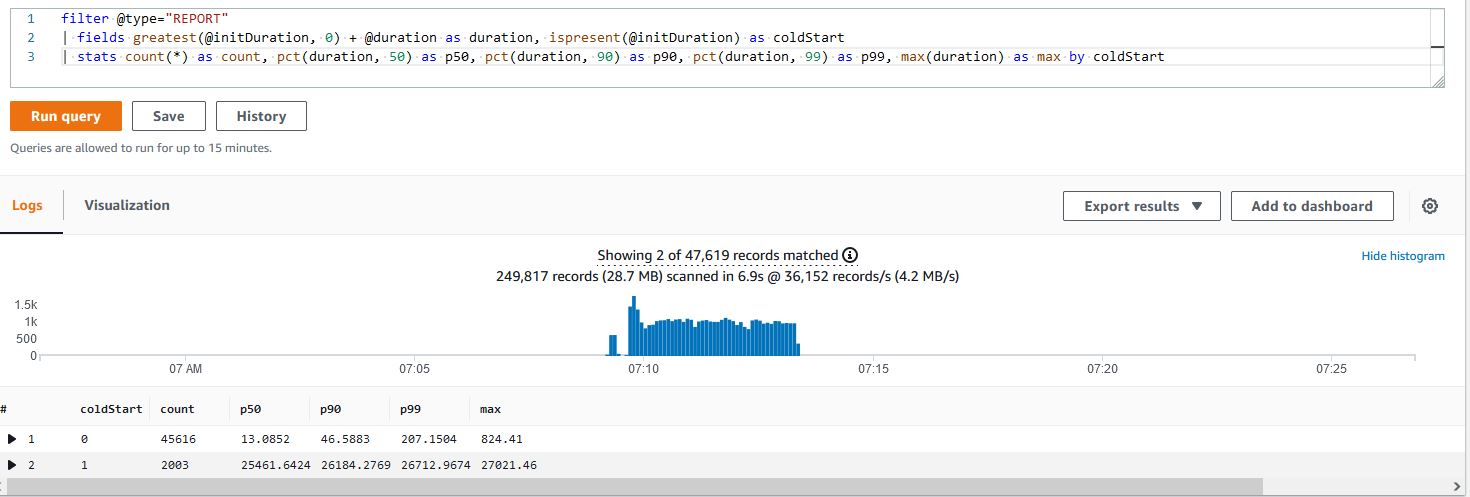 1 filter @type="REPORT"
2 | fields greatest(@initDuration, 0) + @duration as duration, ispresent(@initDuration) as coldStart
3 | stats count(*) as count, pct(duration, 50) as p50, pct(duration, 90) as p90, pct(duration, 99) as p99, max(duration) as max by coldStart
Run query Save History
Queries are allowed to run for up to 15 minutes.
Logs Visualization Export results Add to dashboard
Showing 2 of 47,619 records matched
Hide histogram
249,817 records (28.7 MB) scanned in 6.9s @ 36,152 records/s (4.2 MB/s)
1.5k
1k
500
0
07 AM 07:05 07:10 07:15 07:20 07:25
# coldStart count p50 p90 p99 max
1 0 45616 13.0852 46.5883 207.1504 824.41
2 1 2003 25461.6424 26184.2769 26712.9674 27021.46